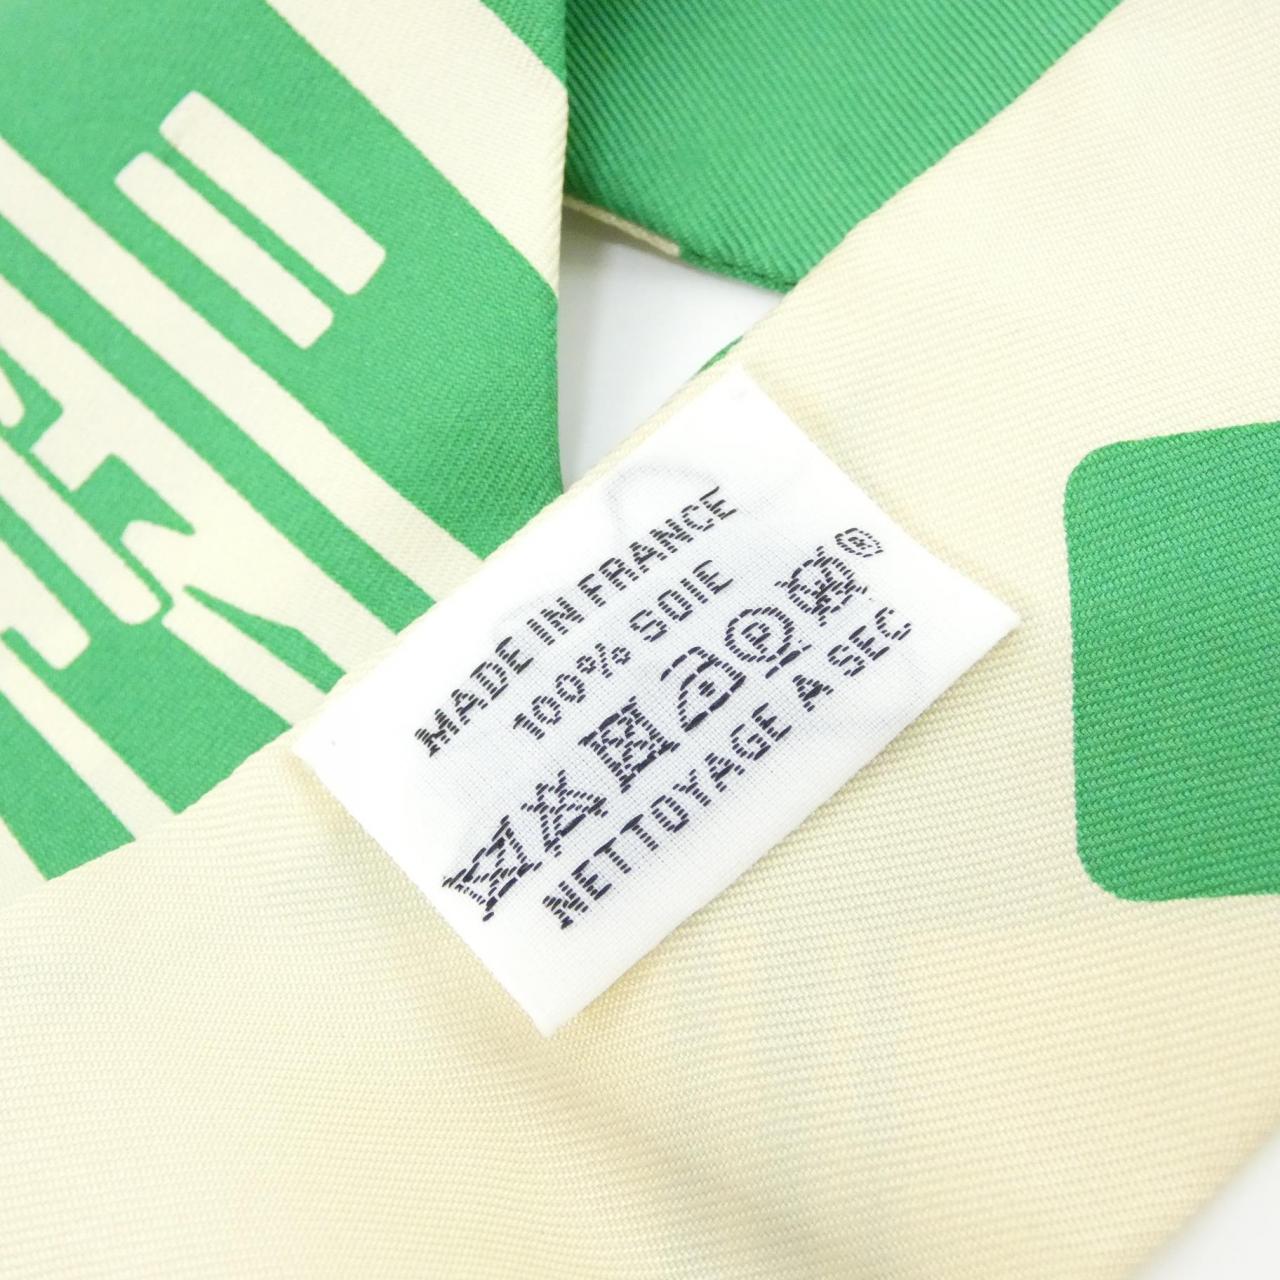 MADE IN FRANCE
100% SOIE
P ®
NETTOYAGE A SEC